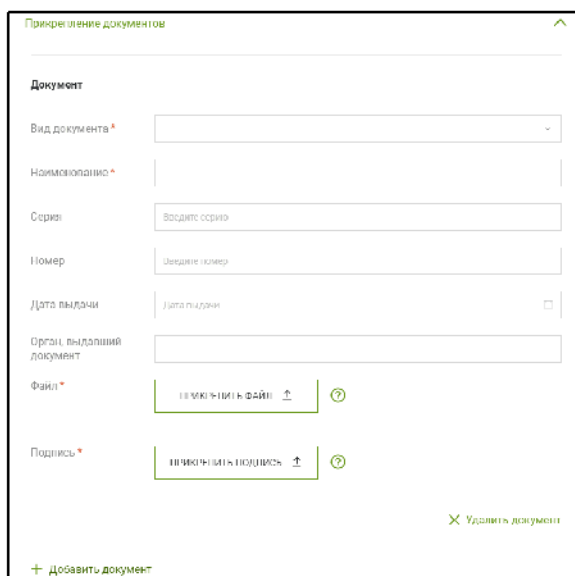 Прикрепление документов
Документ
Вид документа *
Наименование *
Серия
Введите серию
Номер
Введите номер
Дата выдачи
Дата выдачи
Орган, выдавший
документ
Файл *
ПРИКРЕПИТЬ ФАЙЛ
Подпись *
ПРИКРЕПИТЬ ПОДПИСЬ
Удалить документ
Добавить документ